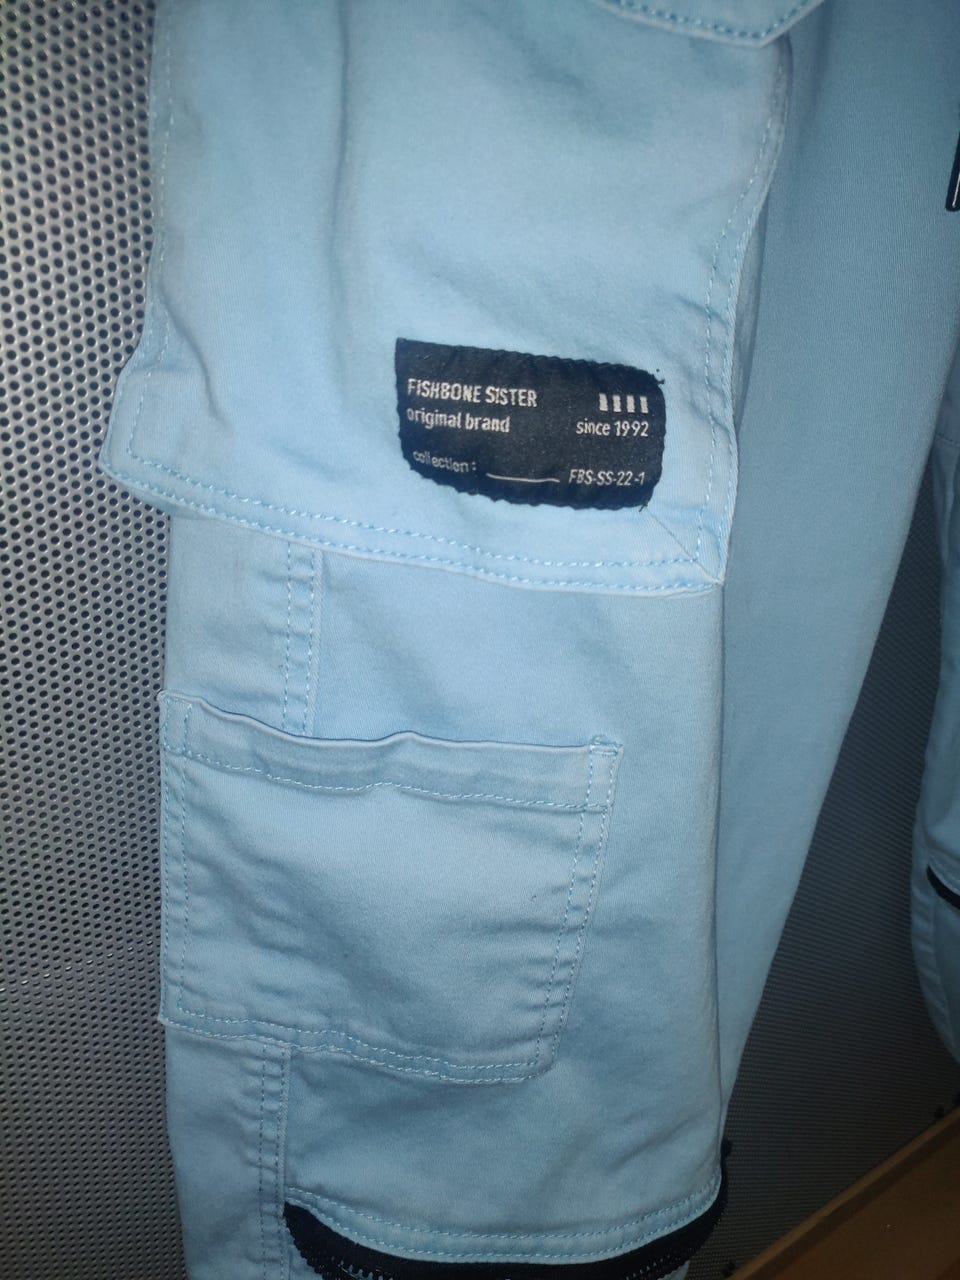 FISHBONE SISTER
original brand
since 1992
collection: FBS-SS-22-1